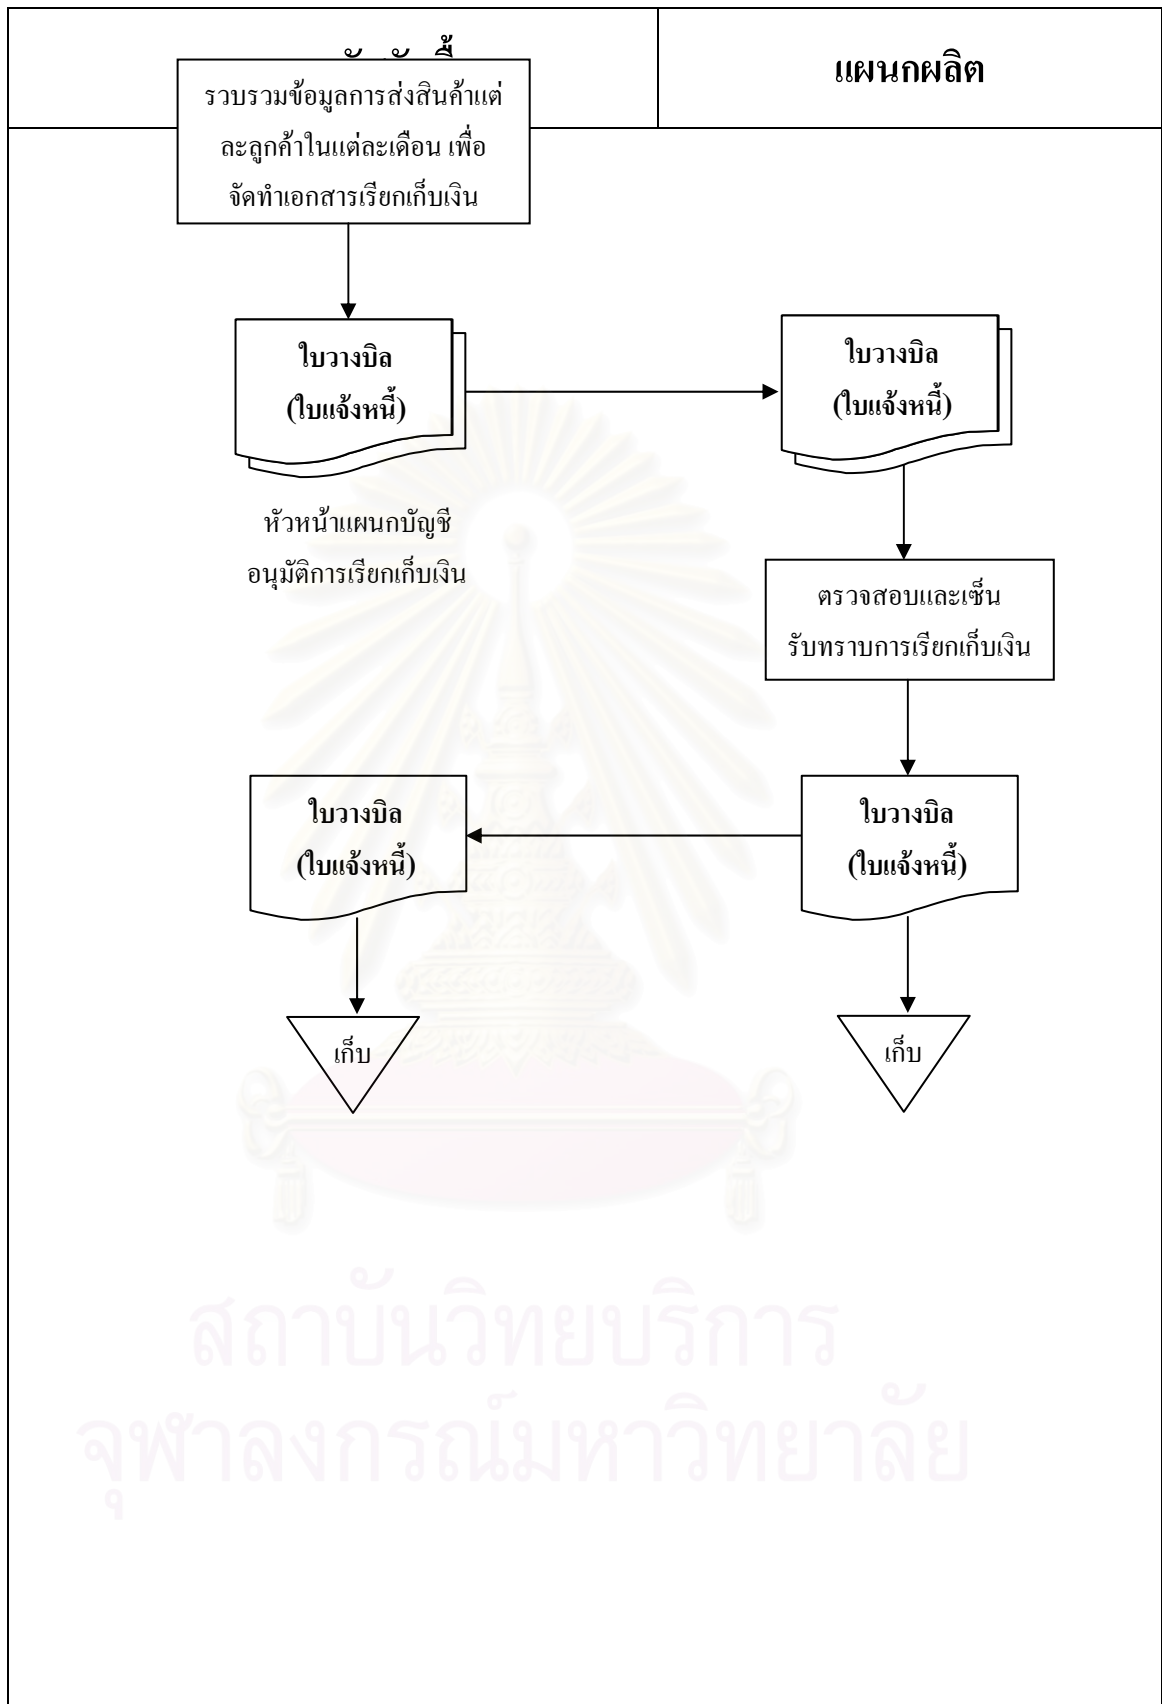 แผนกผลิต
รวบรวมข้อมูลการส่งสินค้าแต่
ละลูกค้าในแต่ละเดือน เพื่อ
จัดทำเอกสารเรียกเก็บเงิน
ใบวางบิล
(ใบแจ้งหนี้)
ใบวางบิล
(ใบแจ้งหนี้)
หัวหน้าแผนกบัญชี
อนุมัติการเรียกเก็บเงิน
ตรวจสอบและเซ็น
รับทราบการเรียกเก็บเงิน
ใบวางบิล
(ใบแจ้งหนี้)
ใบวางบิล
(ใบแจ้งหนี้)
เก็บ
เก็บ
สถาบันวิทยบริการ
จุฬาลงกรณ์มหาวิทยาลัย